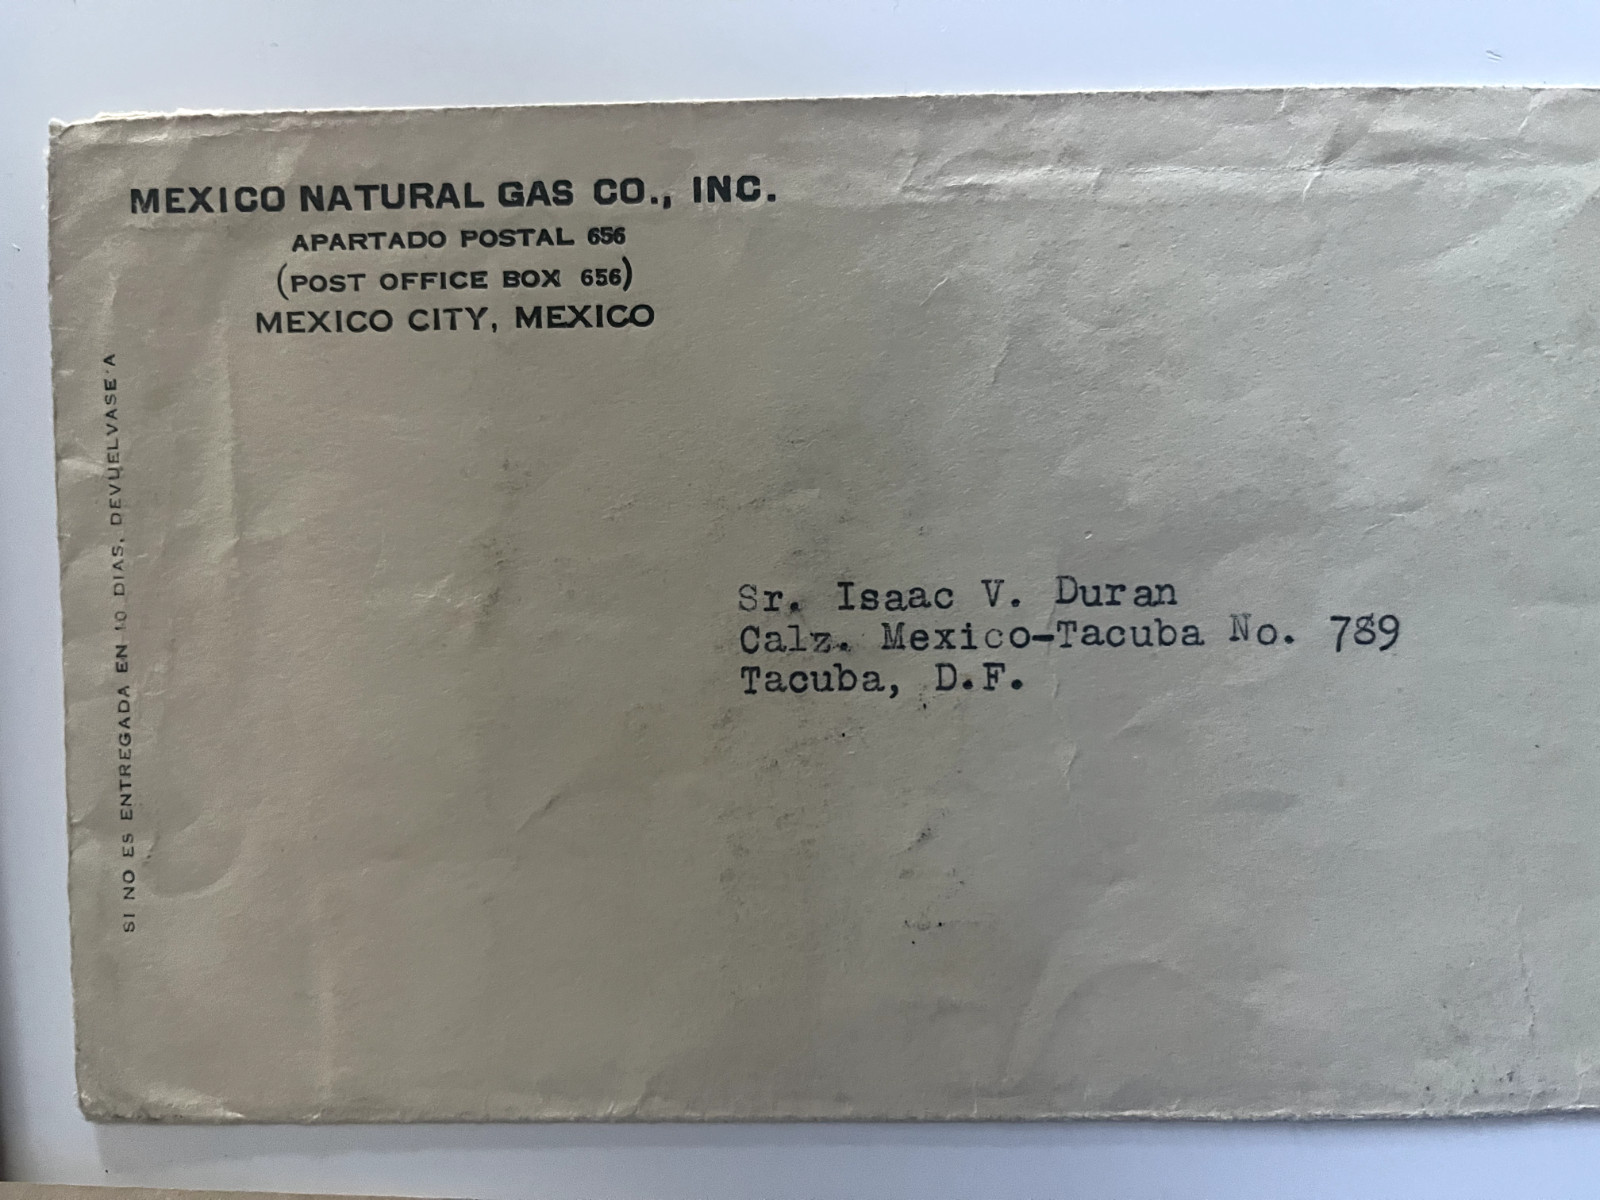 MEXICO NATURAL GAS CO., INC.
APARTADO POSTAL 656
(POST OFFICE BOX 656)
MEXICO CITY, MEXICO
SI NO ES ENTREGADA EN 10 DIAS, DEVUELVASE A
Sr. Isaac V. Duran
Calz. Mexico-Tacuba No. 789
Tacuba, D.F.